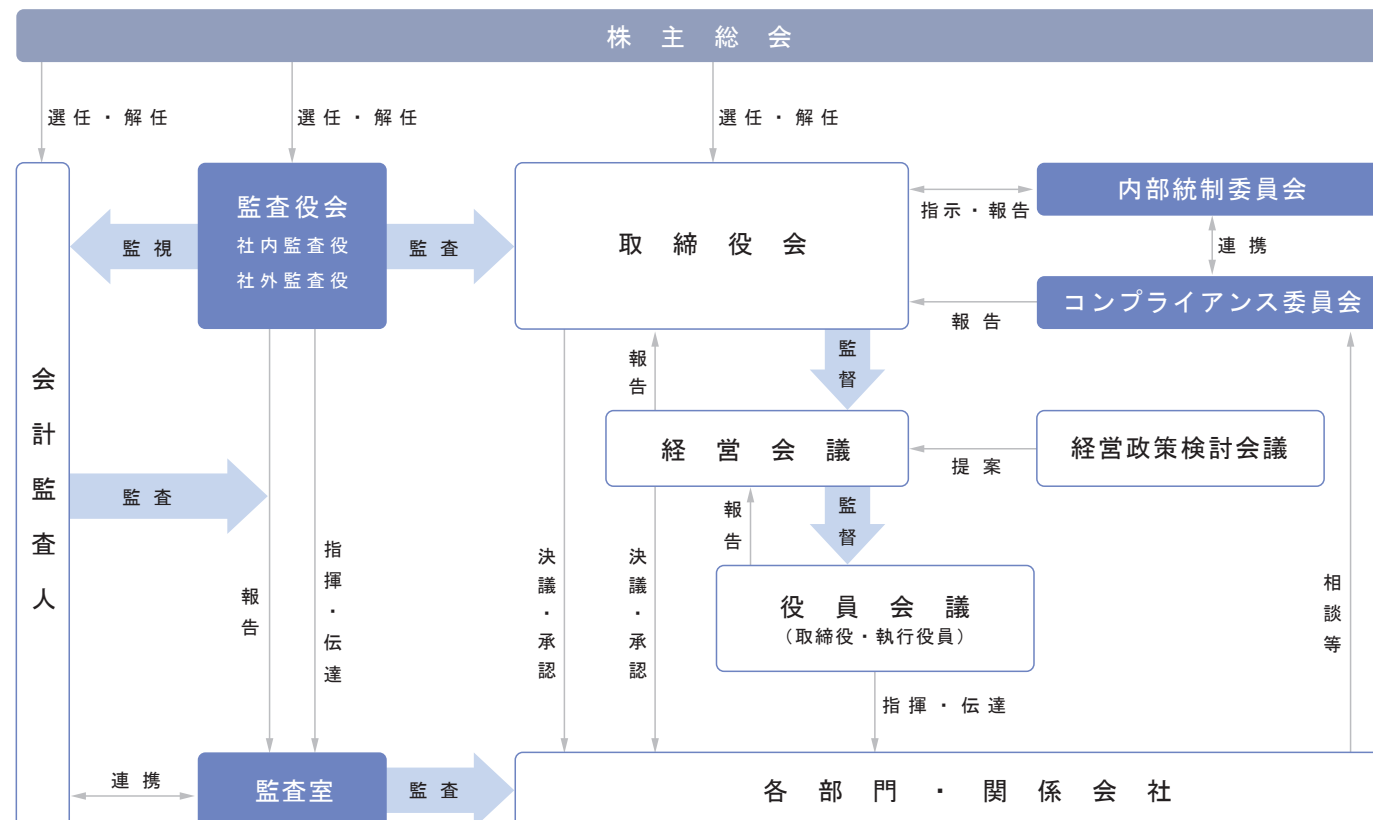 株主総会
選任・解任
選任・解任
選任・解任
監査役会
社内監査役
社外監査役
監視
監査
取締役会
指示・報告
内部統制委員会
連携
コンプライアンス委員会
報告
監督
報告
経営会議
提案
経営政策検討会議
会計監査人
監査
報告
監督
役員会議
（取締役・執行役員）
報告
指揮・伝達
決議・承認
決議・承認
相談等
指揮・伝達
連携
監査室
監査
各部門・関係会社